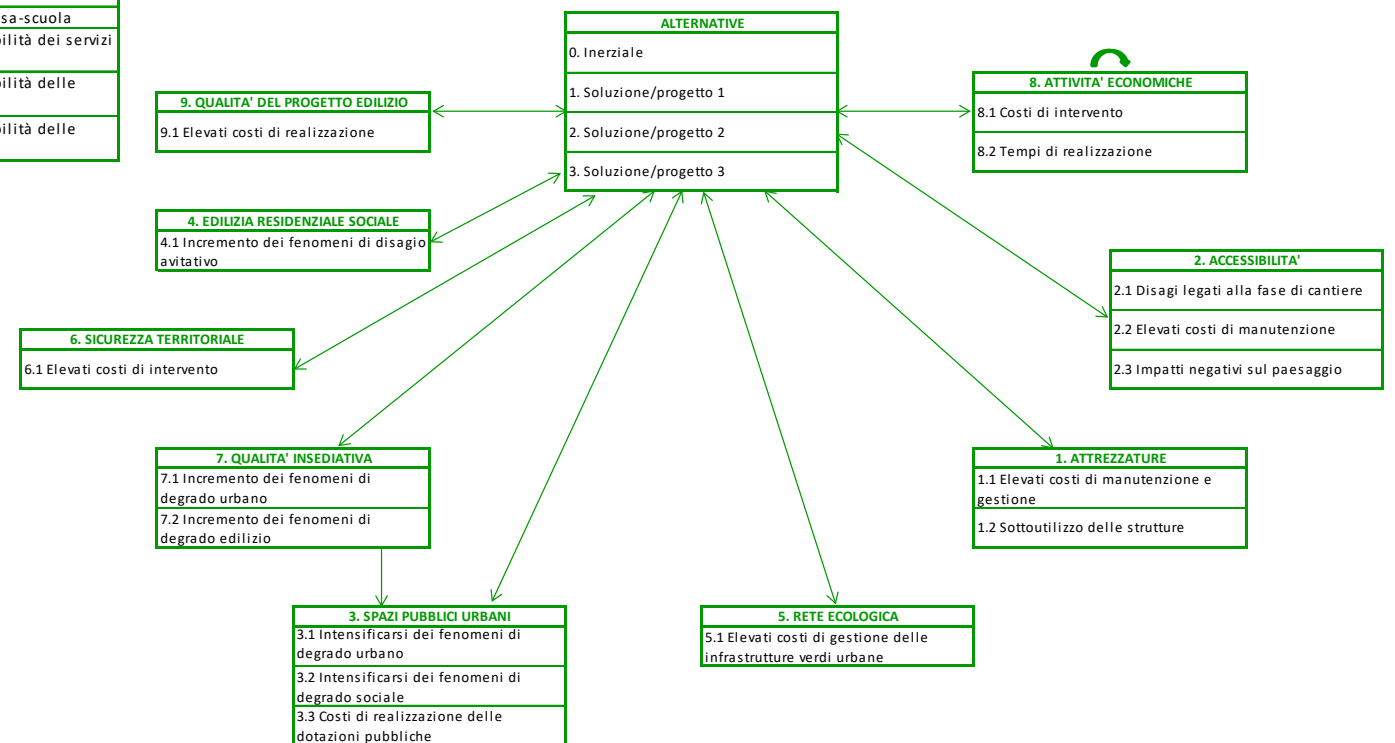 sa-scuola
dei servizi
delle
delle
ALTERNATIVE
0. Inerziale
1. Soluzione/progetto 1
2. Soluzione/progetto 2
3. Soluzione/progetto 3
9. QUALITA' DEL PROGETTO EDILIZIO
9.1 Elevati costi di realizzazione
8. ATTIVITA' ECONOMICHE
8.1 Costi di intervento
8.2 Tempi di realizzazione
4. EDILIZIA RESIDENZIALE SOCIALE
4.1 Incremento dei fenomeni di disagio
avitativo
2. ACCESSIBILITA'
2.1 Disagi legati alla fase di cantiere
2.2 Elevati costi di manutenzione
2.3 Impatti negativi sul paesaggio
6. SICUREZZA TERRITORIALE
6.1 Elevati costi di intervento
7. QUALITA' INSEDIATIVA
7.1 Incremento dei fenomeni di
degrado urbano
7.2 Incremento dei fenomeni di
degrado edilizio
1. ATTREZZATURE
1.1 Elevati costi di manutenzione e
gestione
1.2 Sottoutilizzo delle strutture
3. SPAZI PUBBLICI URBANI
3.1 Intensificarsi dei fenomeni di
degrado urbano
3.2 Intensificarsi dei fenomeni di
degrado sociale
3.3 Costi di realizzazione delle
dotazioni pubbliche
5. RETE ECOLOGICA
5.1 Elevati costi di gestione delle
infrastrutture verdi urbane